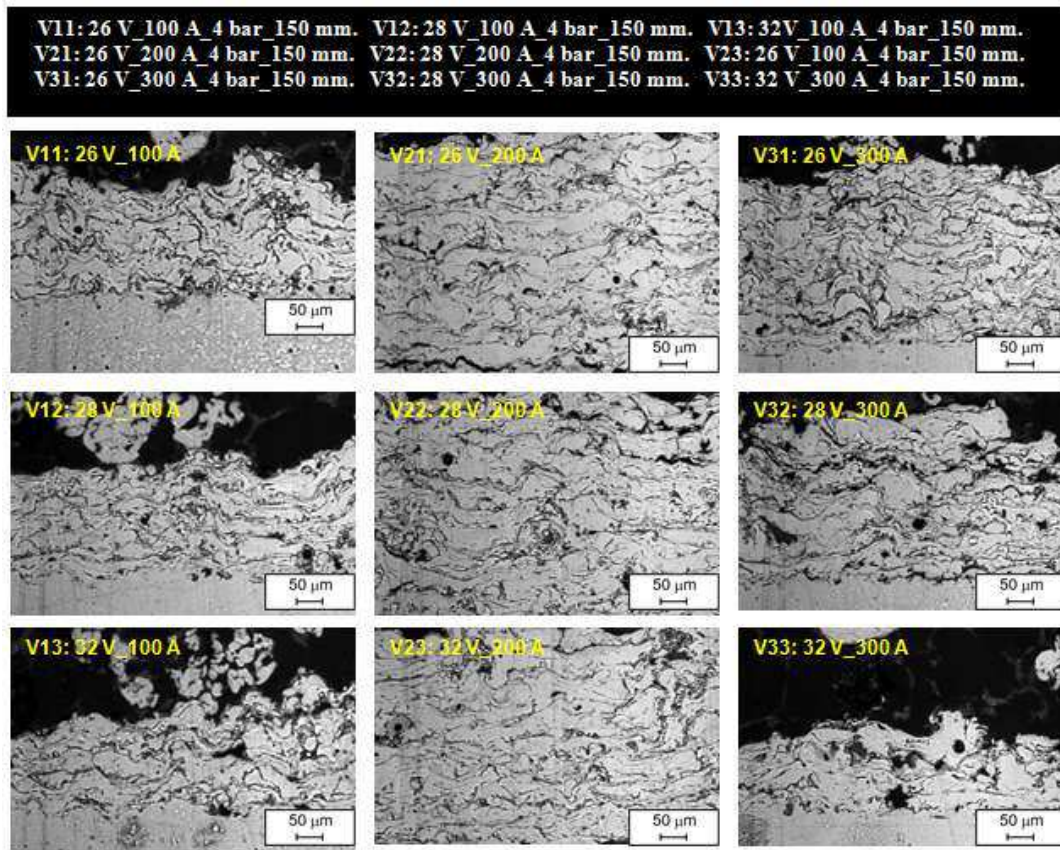 V11: 26 V_100 A_4 bar_150 mm. V12: 28 V_100 A_4 bar_150 mm. V13: 32V_100 A_4 bar_150 mm.
V21: 26 V_200 A_4 bar_150 mm. V22: 28 V_200 A_4 bar_150 mm. V23: 26 V_100 A_4 bar_150 mm.
V31: 26 V_300 A_4 bar_150 mm. V32: 28 V_300 A_4 bar_150 mm. V33: 32 V_300 A_4 bar_150 mm.
V11: 26 V_100 A
50 µm
V21: 26 V_200 A
50 µm
V31: 26 V_300 A
50 µm
V12: 28 V_100 A
50 µm
V22: 28 V_200 A
50 µm
V32: 28 V_300 A
50 µm
V13: 32 V_100 A
50 µm
V23: 32 V_200 A
50 µm
V33: 32 V_300 A
50 µm